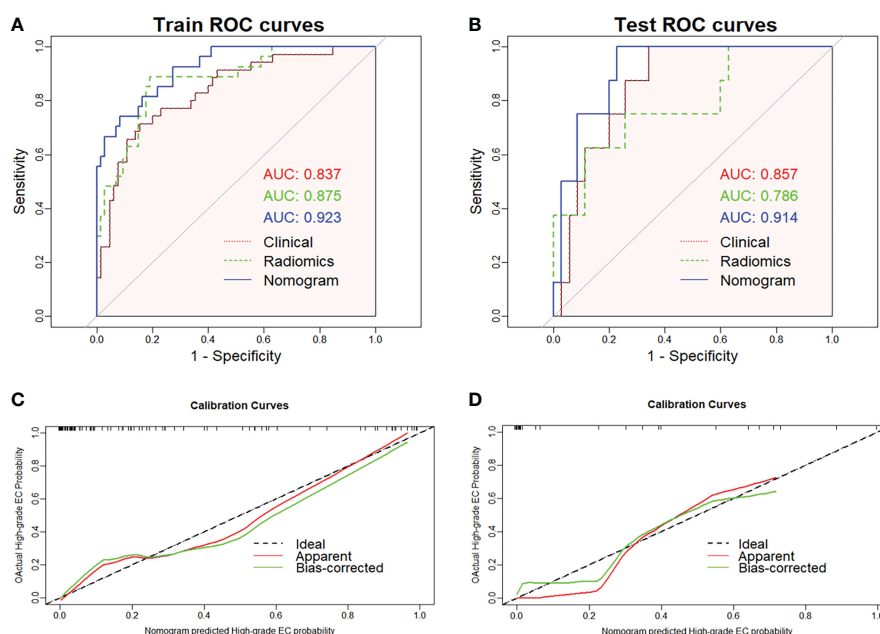 A
Train ROC curves
Sensitivity
0.0 0.2 0.4 0.6 0.8 1.0
AUC: 0.837
AUC: 0.875
AUC: 0.923
Clinical
Radiomics
Nomogram
0.0 0.2 0.4 0.6 0.8 1.0
1 - Specificity
B
Test ROC curves
Sensitivity
0.0 0.2 0.4 0.6 0.8 1.0
AUC: 0.857
AUC: 0.786
AUC: 0.914
Clinical
Radiomics
Nomogram
0.0 0.2 0.4 0.6 0.8 1.0
1 - Specificity
C
Calibration Curves
OActual High-grade EC Probability
0.0 0.2 0.4 0.6 0.8 1.0
Ideal
Apparent
Bias-corrected
0.0 0.2 0.4 0.6 0.8 1.0
Nomogram predicted High-grade EC probability
D
Calibration Curves
OActual High-grade EC Probability
0.0 0.2 0.4 0.6 0.8 1.0
Ideal
Apparent
Bias-corrected
0.0 0.2 0.4 0.6 0.8 1.0
Nomogram predicted High-grade EC probability